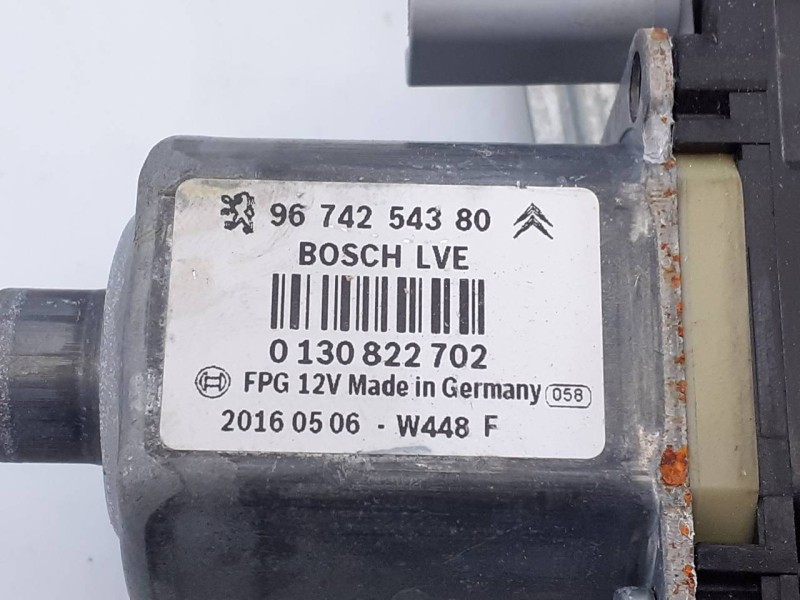 96 742 543 80
BOSCH LVE
0 130 822 702
FPG 12V Made in Germany 058
2016 05 06 - W448 F